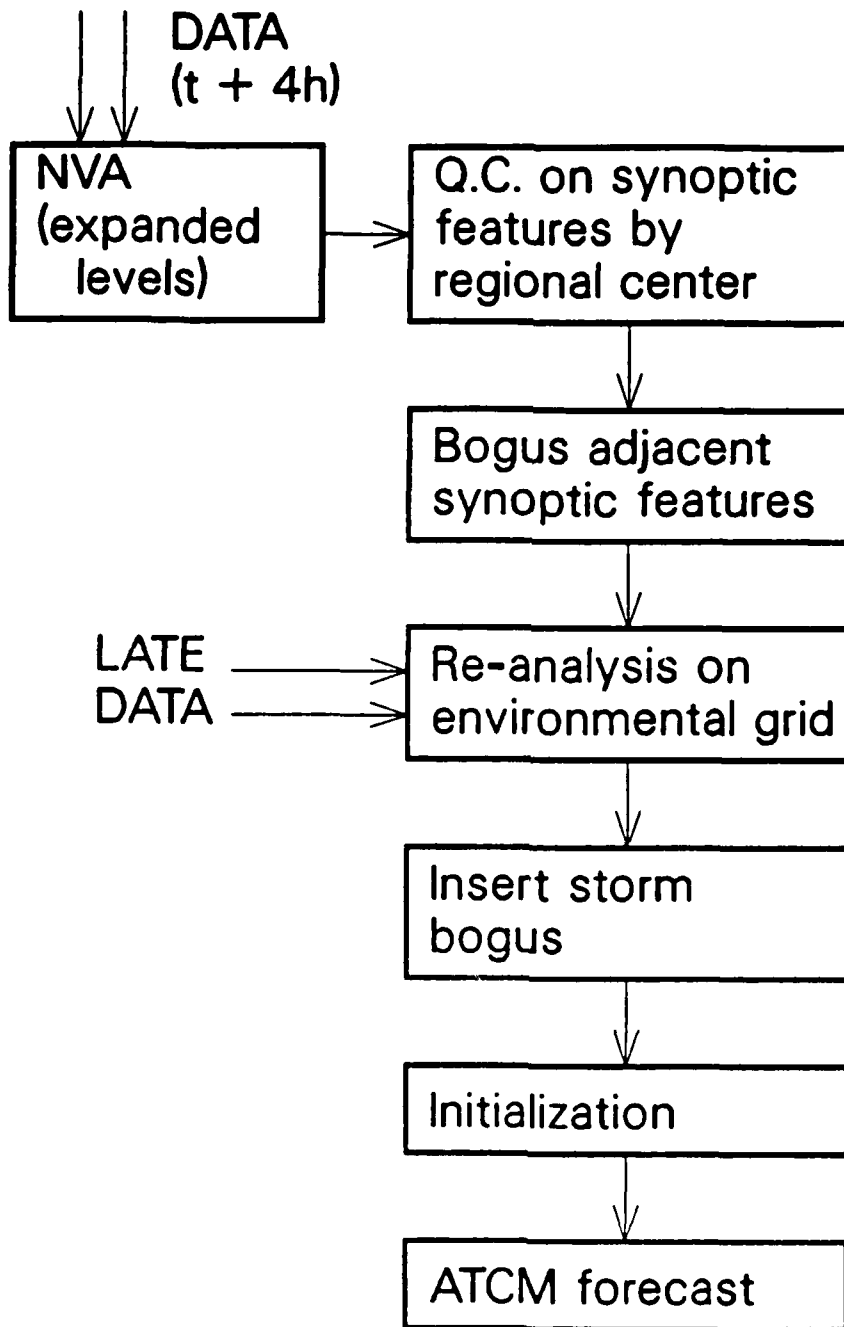 DATA
(t + 4h)
NVA
(expanded
levels)
Q.C. on synoptic
features by
regional center
Bogus adjacent
synoptic features
LATE
DATA
Re-analysis on
environmental grid
Insert storm
bogus
Initialization
ATCM forecast